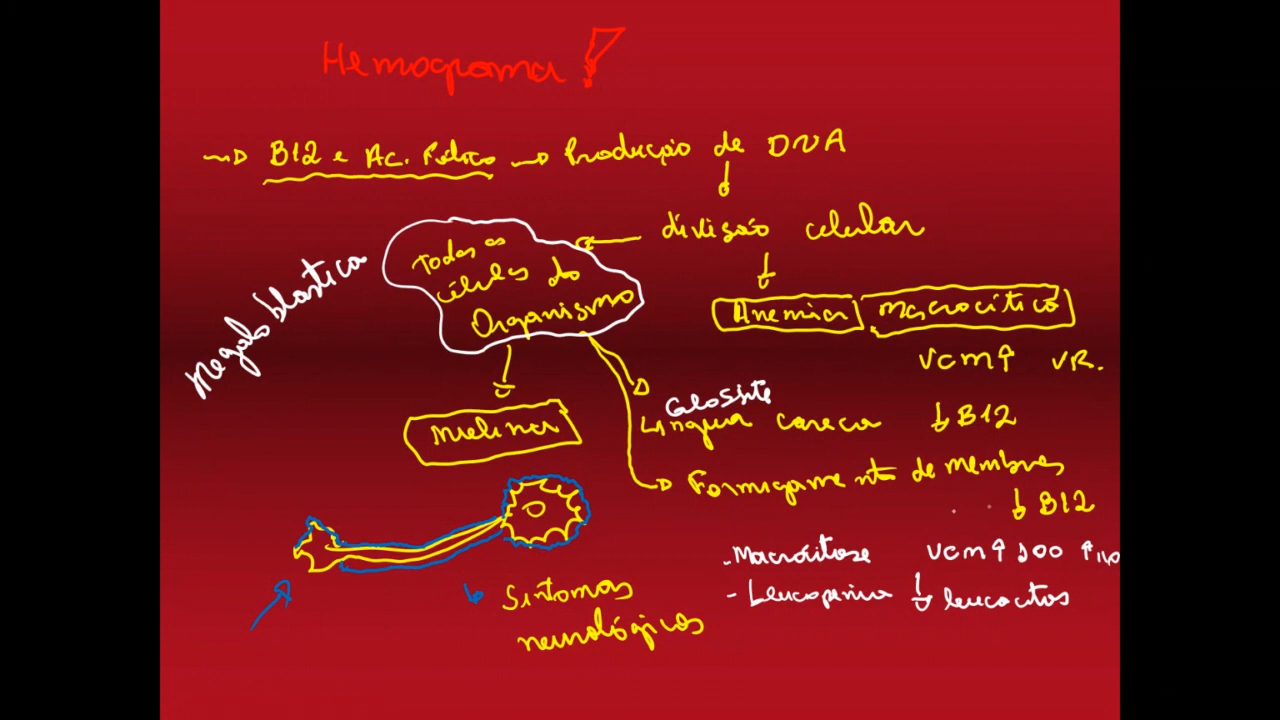 Hemograma!
B12 e Ac. Fólico → Produção de DNA
divisão celular
Todas as
células do
Organismo
Megaloblástica
Anemia macrocítica
VCM↑ VR.
Mielina
Glossite
Língua careca ↓B12
Formigamento de membros
↓B12
- Macrocitose VCM↑ 100 ↑110
- Leucopenia ↓ leucócitos
Sintomas
neurológicos